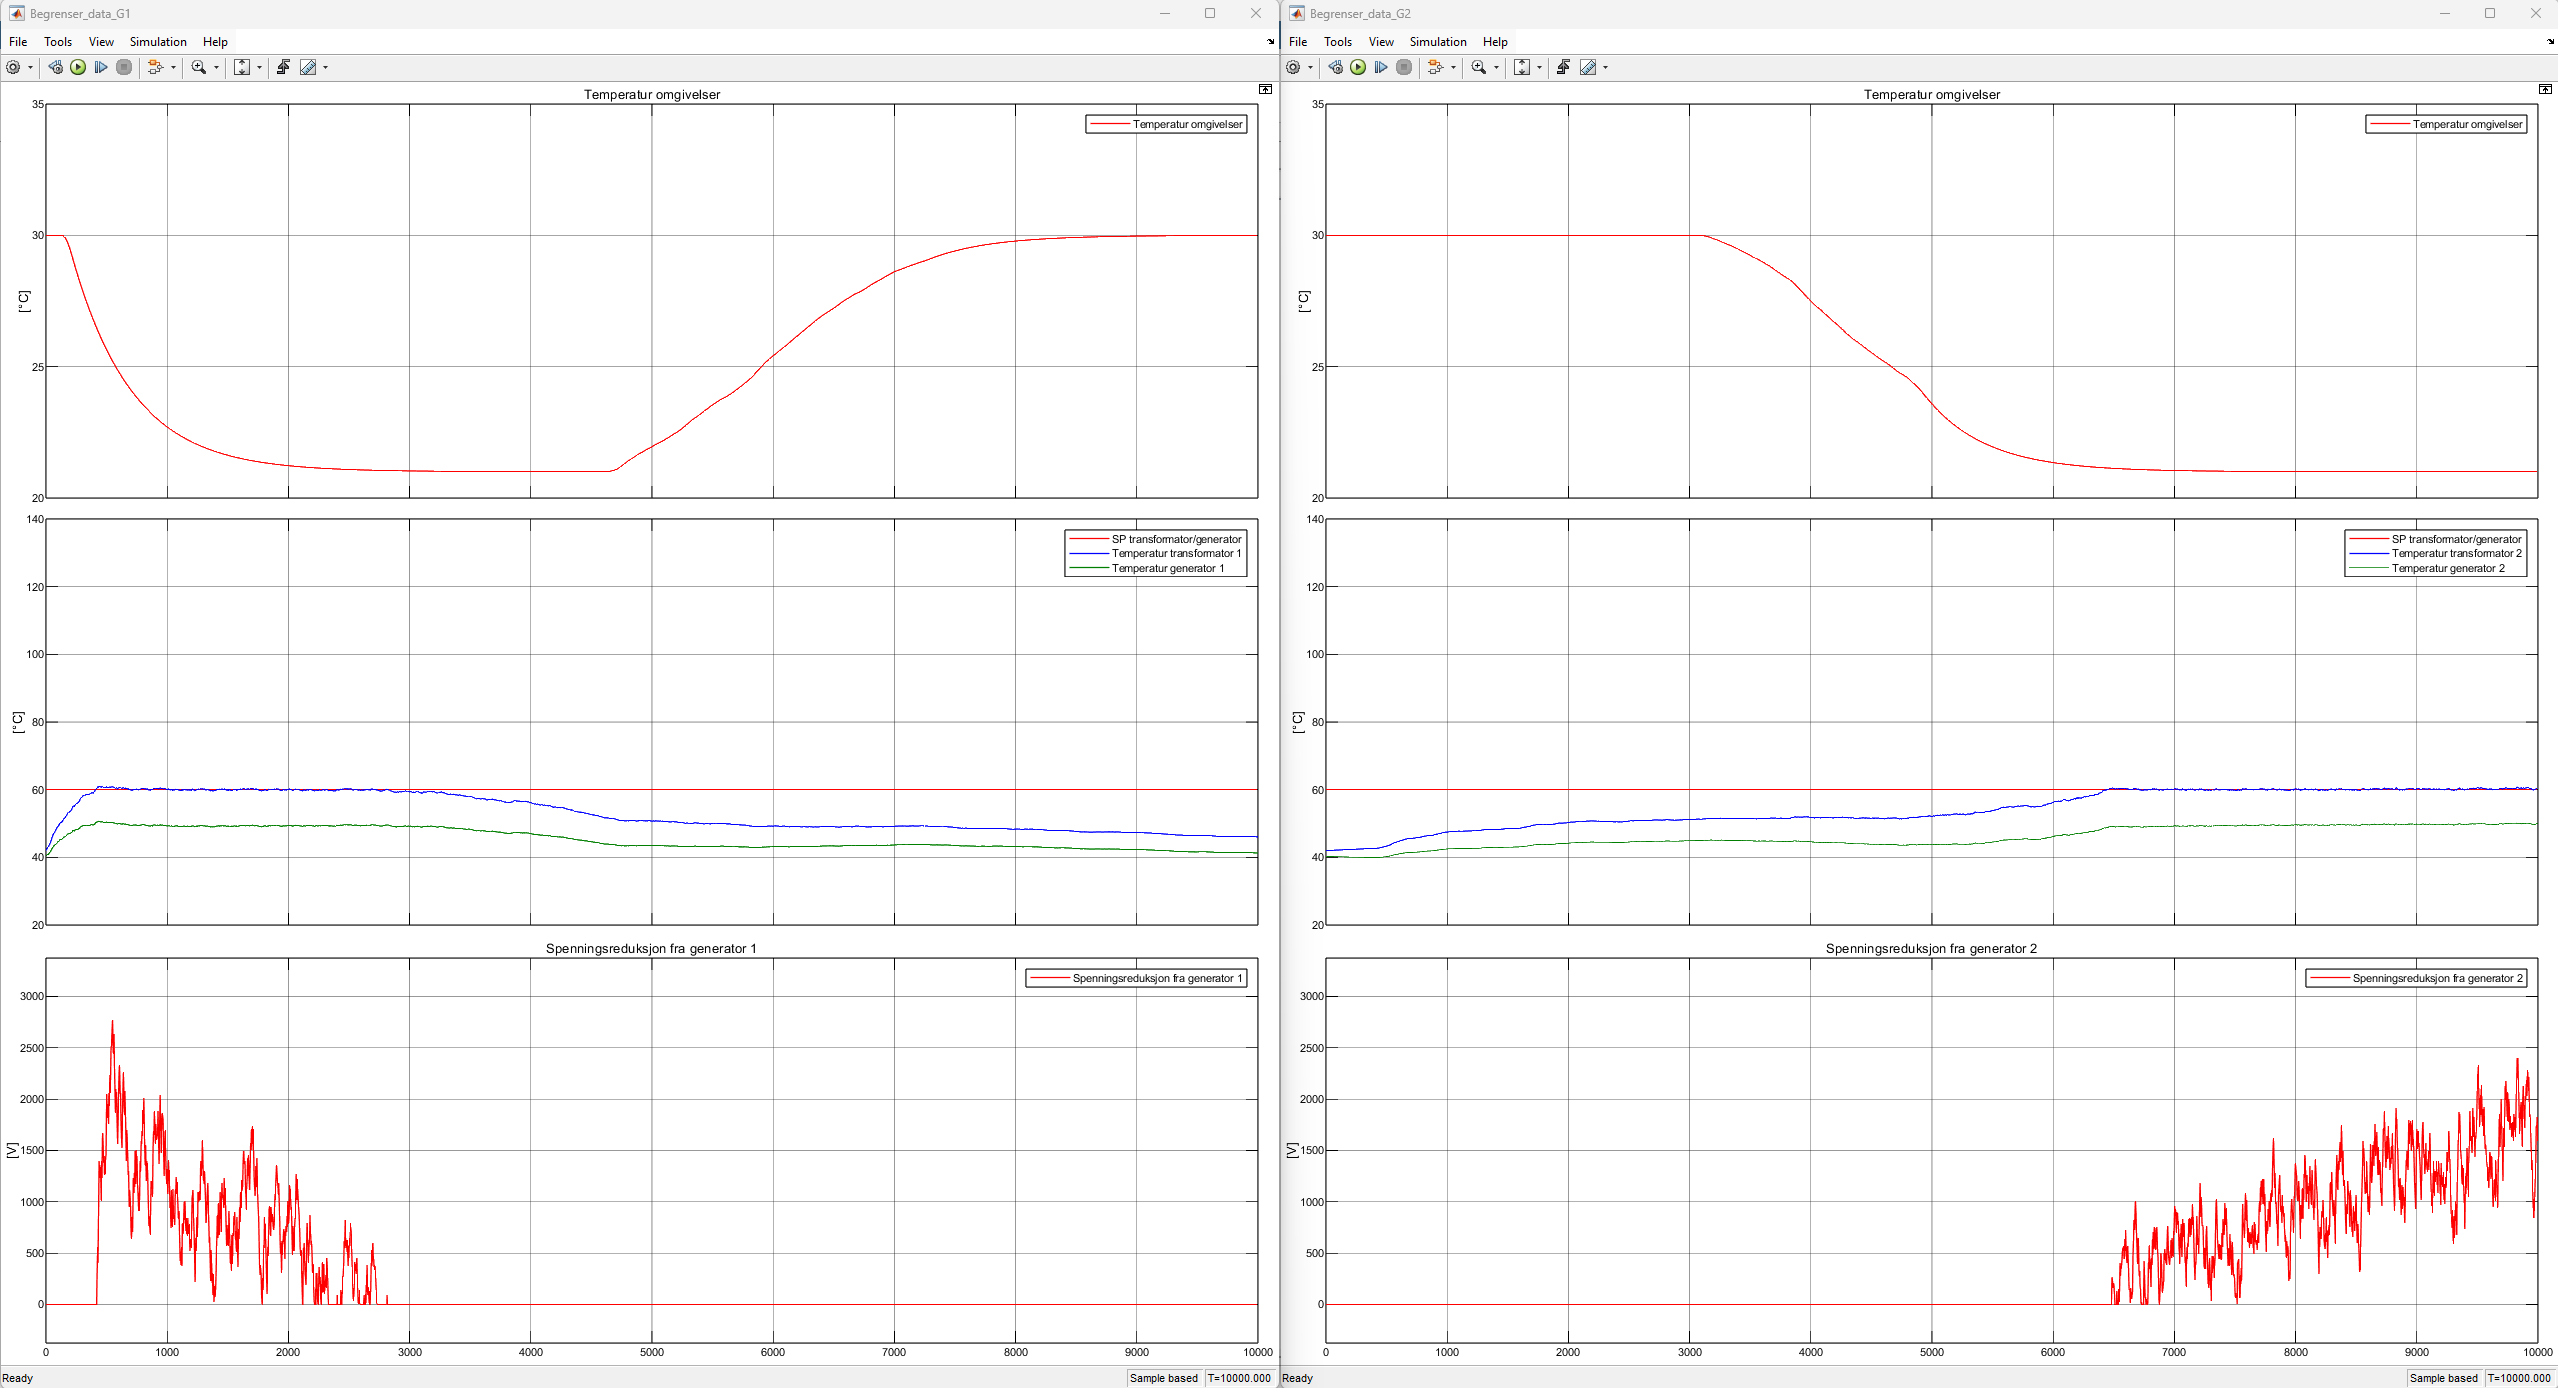 Begrenser_data_G1
File Tools View Simulation Help
Temperatur omgivelser
Temperatur omgivelser
35
30
25
20
[°C]
SP transformator/generator
Temperatur transformator 1
Temperatur generator 1
140
120
100
80
60
40
20
[°C]
Spenningsreduksjon fra generator 1
Spenningsreduksjon fra generator 1
3000
2500
2000
1500
1000
500
0
[V]
0 1000 2000 3000 4000 5000 6000 7000 8000 9000 10000
Ready Sample based T=10000.000
Begrenser_data_G2
File Tools View Simulation Help
Temperatur omgivelser
Temperatur omgivelser
35
30
25
20
[°C]
SP transformator/generator
Temperatur transformator 2
Temperatur generator 2
140
120
100
80
60
40
20
[°C]
Spenningsreduksjon fra generator 2
Spenningsreduksjon fra generator 2
3000
2500
2000
1500
1000
500
0
[V]
0 1000 2000 3000 4000 5000 6000 7000 8000 9000 10000
Ready Sample based T=10000.000